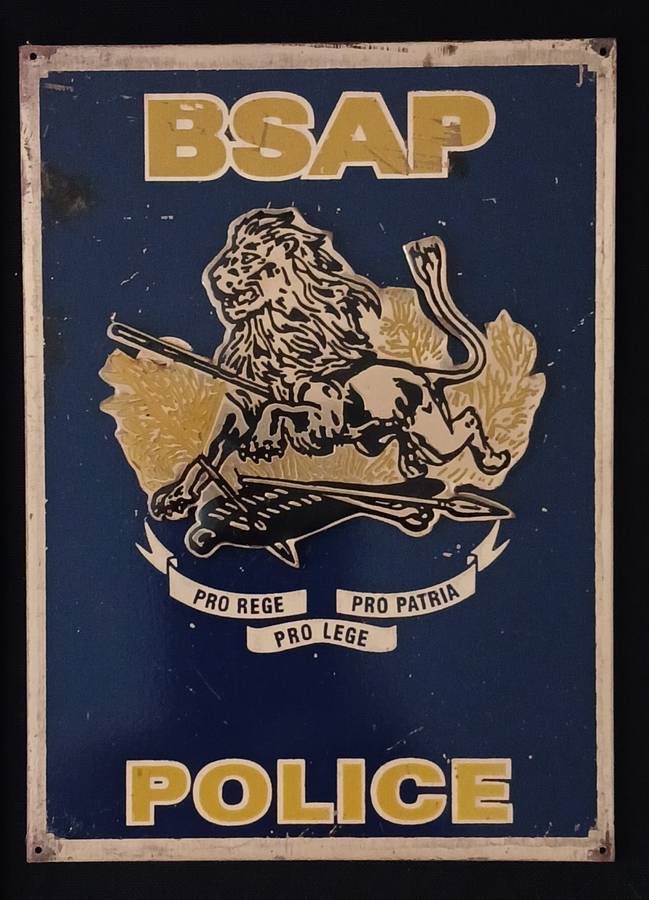 BSAP
PRO REGE
PRO PATRIA
PRO LEGE
POLICE